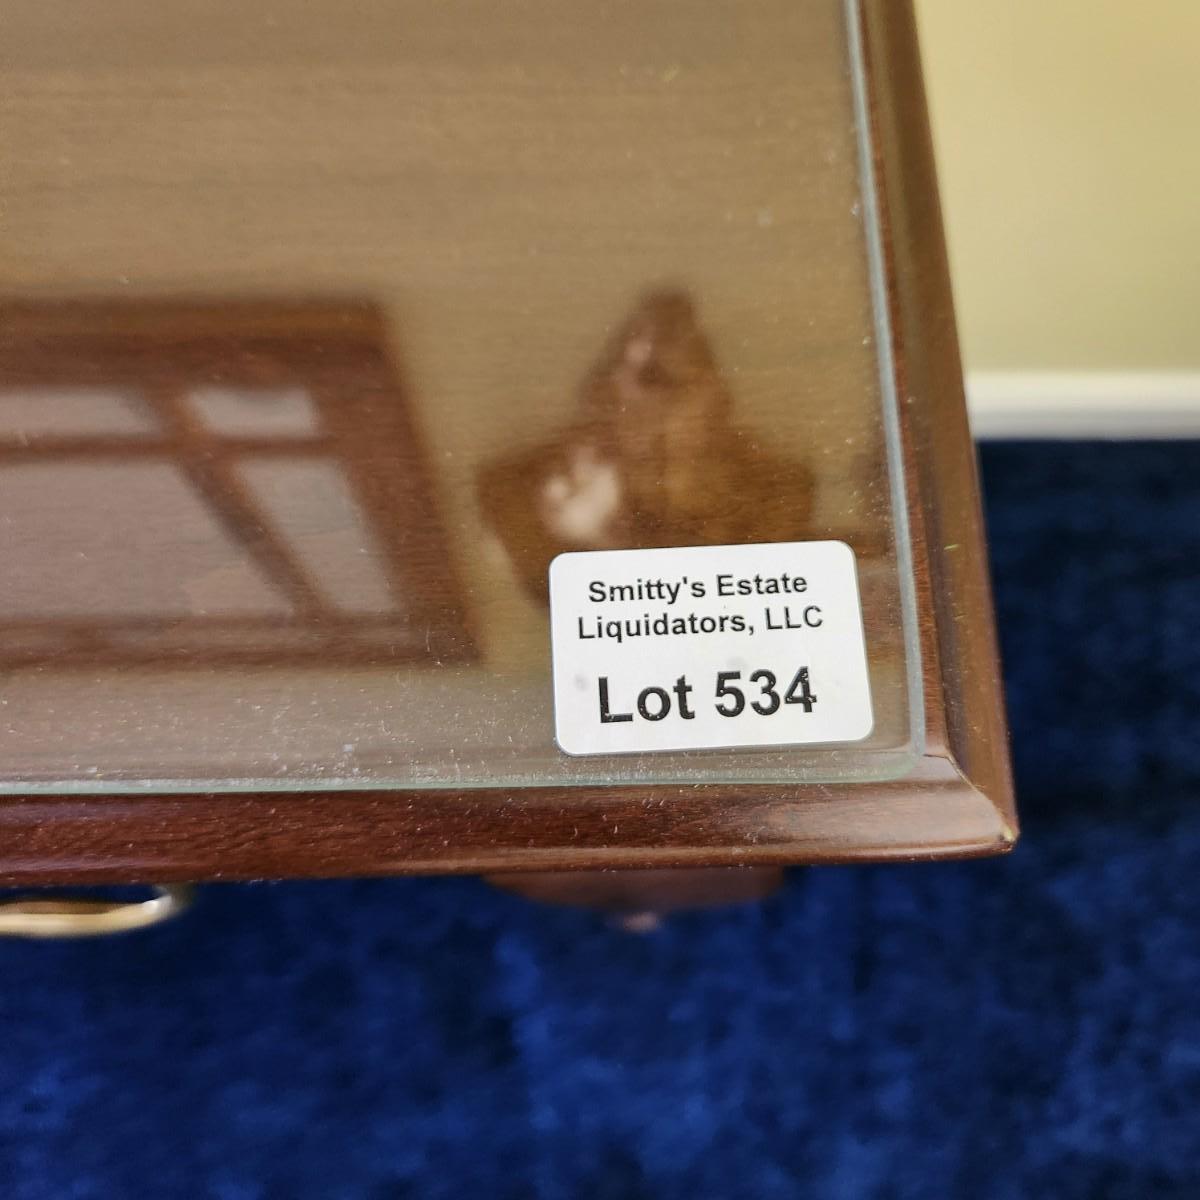 Smitty's Estate
Liquidators, LLC
Lot 534